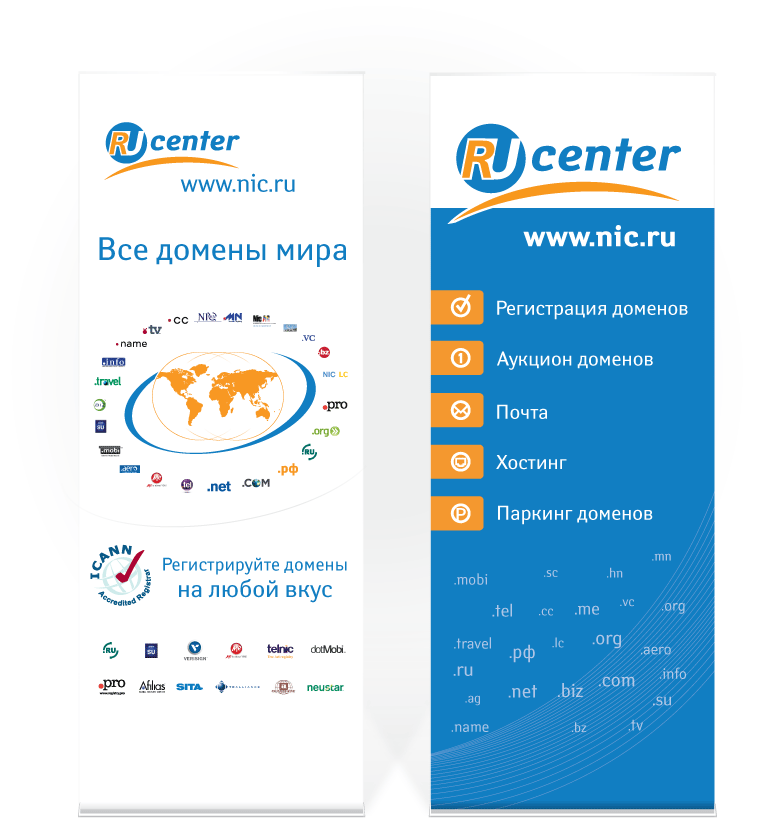 RU center
www.nic.ru
Все домены мира
.cc
.tv
.name
.info
.travel
.mobi
.aero
tel
.net
.COM
.рф
.RU
.org
.pro
NIC LC
.bz
.vc
.MN
SU
ICANN
Accredited Registrar
Регистрируйте домены
на любой вкус
RU
SU
VERISIGN
telnic
dotMobi
.pro
Afilias
SITA
neustar
RU center
www.nic.ru
Регистрация доменов
Аукцион доменов
Почта
Хостинг
Паркинг доменов
.mn
.mobi
.sc
.hn
.tel
.cc
.me
.vc
.org
.travel
.рф
.lc
.org
.aero
.ru
.ag
.net
.biz
.com
.info
.su
.name
.bz
.tv